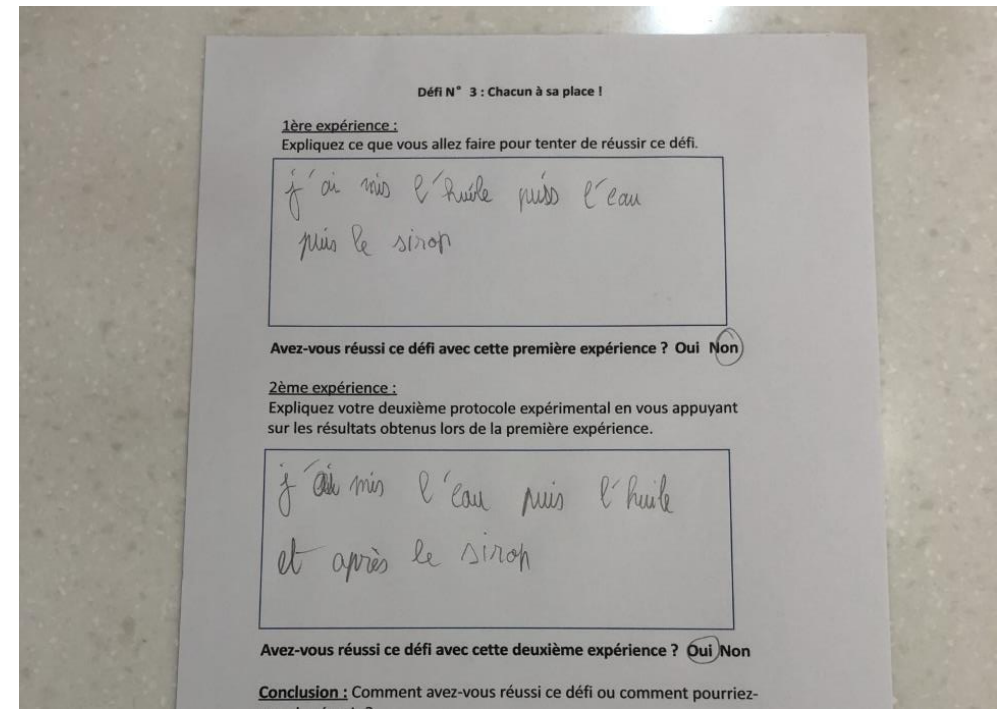 Défi N° 3 : Chacun à sa place !
1ère expérience :
Expliquez ce que vous allez faire pour tenter de réussir ce défi.
j'ai mis l'huile puis l'eau
puis le sirop
Avez-vous réussi ce défi avec cette première expérience ? Oui Non
2ème expérience :
Expliquez votre deuxième protocole expérimental en vous appuyant
sur les résultats obtenus lors de la première expérience.
j'ai mis l'eau puis l'huile
et après le sirop
Avez-vous réussi ce défi avec cette deuxième expérience ? Oui Non
Conclusion : Comment avez-vous réussi ce défi ou comment pourriez-